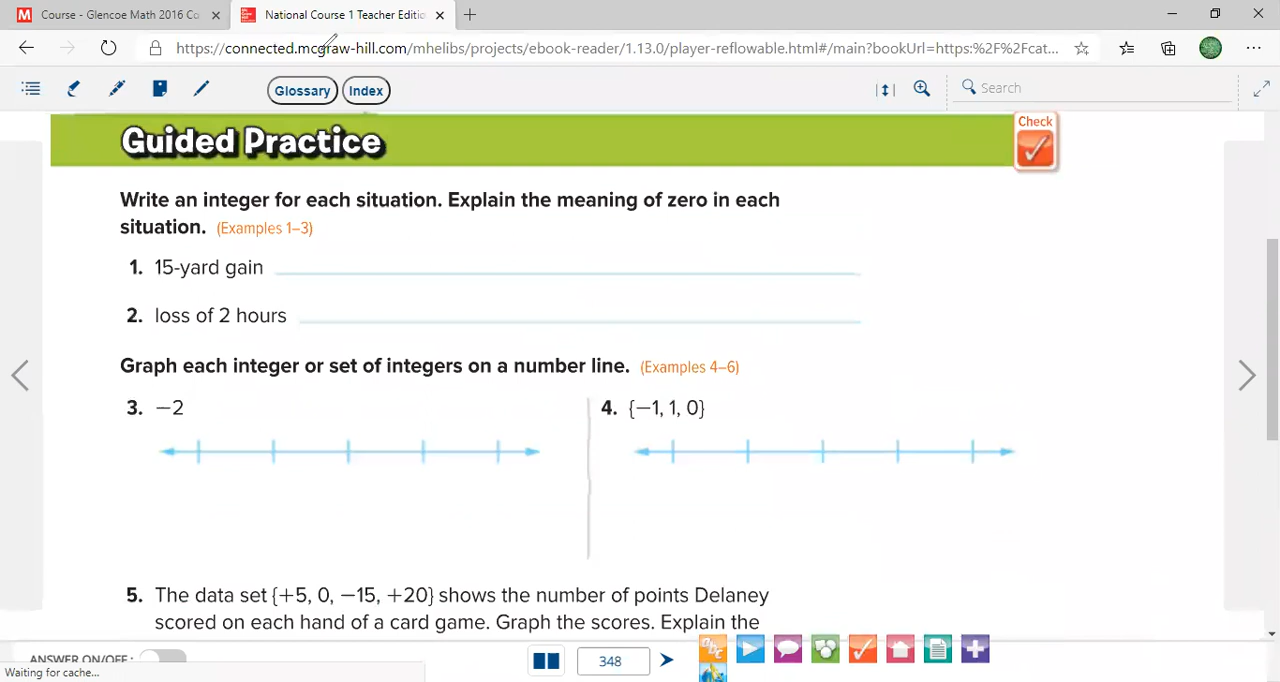 Course - Glencoe Math 2016 Co
National Course 1 Teacher Editio
https://connected.mcgraw-hill.com/mhelibs/projects/ebook-reader/1.13.0/player-reflowable.html#/main?bookUrl=https:%2F%2Fcat...
Glossary
Index
Search
Guided Practice
Check
Write an integer for each situation. Explain the meaning of zero in each
situation. (Examples 1–3)
1. 15-yard gain
2. loss of 2 hours
Graph each integer or set of integers on a number line. (Examples 4–6)
3. −2
4. {−1, 1, 0}
5. The data set {+5, 0, −15, +20} shows the number of points Delaney
scored on each hand of a card game. Graph the scores. Explain the
ANSWER ON/OFF:
348
Waiting for cache...